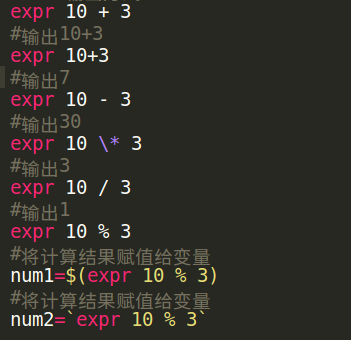 expr 10 + 3
#输出10+3
expr 10+3
#输出7
expr 10 - 3
#输出30
expr 10 \* 3
#输出3
expr 10 / 3
#输出1
expr 10 % 3
#将计算结果赋值给变量
num1=$(expr 10 % 3)
#将计算结果赋值给变量
num2=`expr 10 % 3`